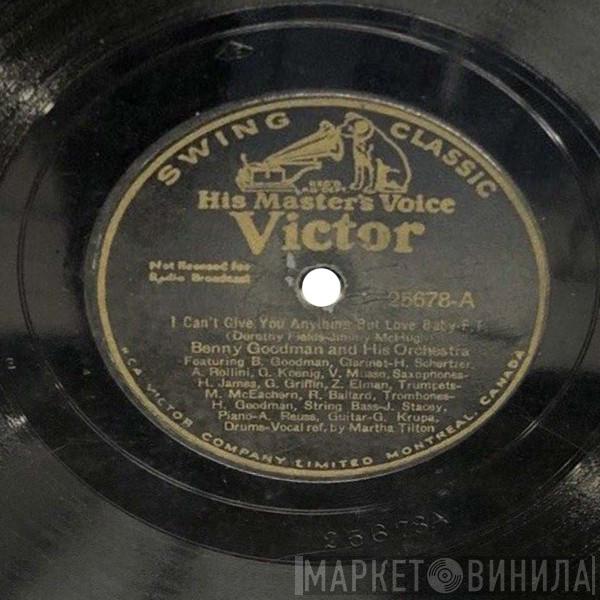 SWING CLASSIC
His Master's Voice
Victor
Not Licensed for
Radio Broadcast
25678-A
I Can't Give You Anything But Love Baby-F.T.
(Dorothy Fields-Jimmy McHugh)
Benny Goodman and His Orchestra
Featuring B. Goodman, Clarinet-H. Schertzer,
A. Rollini, G. Koenig, V. Musso, Saxophones-
H. James, G. Griffin, Z. Elman, Trumpets-
M. McEachern, R. Ballard, Trombones-
H. Goodman, String Bass-J. Stacey,
Piano-A. Reuss, Guitar-G. Krupa,
Drums-Vocal ref. by Martha Tilton
RCA VICTOR COMPANY LIMITED MONTREAL, CANADA
25678A
МАРКЕТ ВИНИЛА